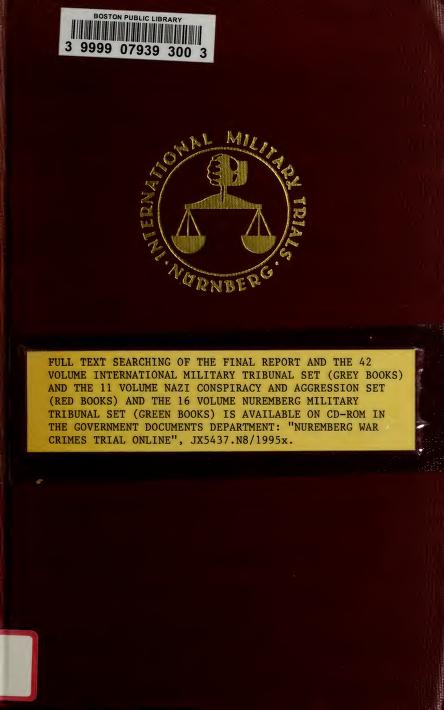 BOSTON PUBLIC LIBRARY
3 9999 07939 300 3
INTERNATIONAL MILITARY TRIALS
· NÜRNBERG ·
FULL TEXT SEARCHING OF THE FINAL REPORT AND THE 42
VOLUME INTERNATIONAL MILITARY TRIBUNAL SET (GREY BOOKS)
AND THE 11 VOLUME NAZI CONSPIRACY AND AGGRESSION SET
(RED BOOKS) AND THE 16 VOLUME NUREMBERG MILITARY
TRIBUNAL SET (GREEN BOOKS) IS AVAILABLE ON CD-ROM IN
THE GOVERNMENT DOCUMENTS DEPARTMENT: "NUREMBERG WAR
CRIMES TRIAL ONLINE", JX5437.N8/1995x.